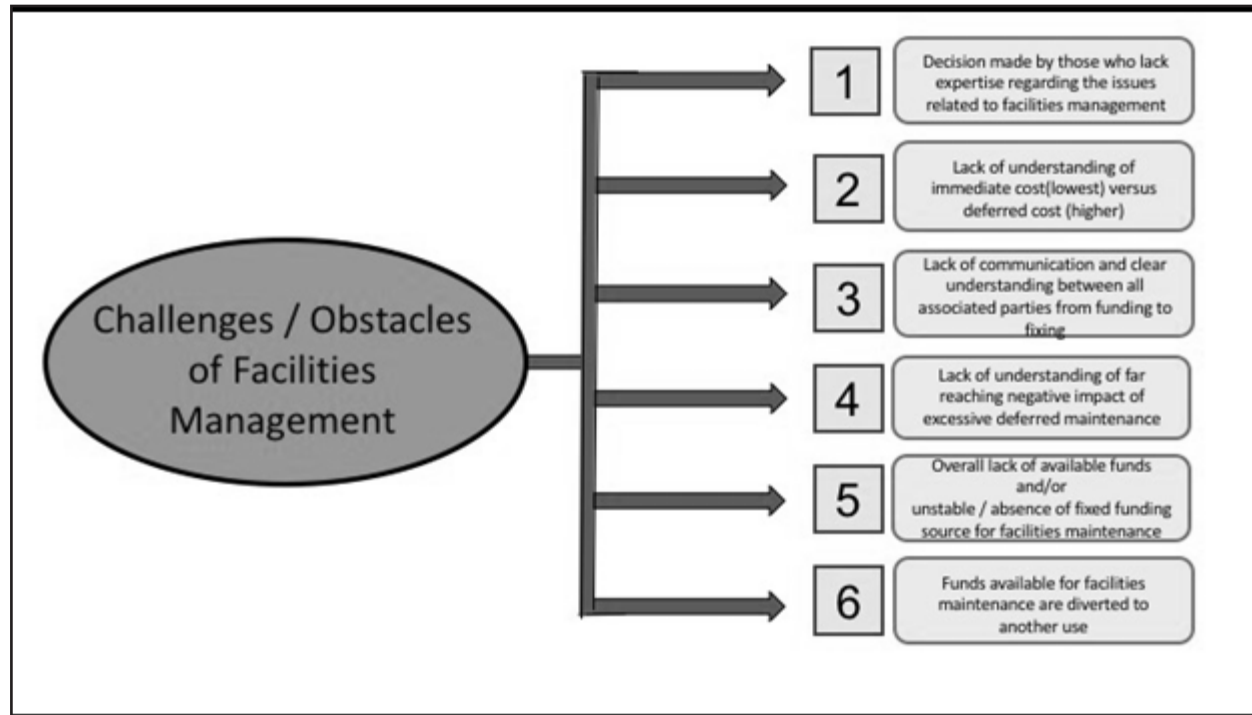 Challenges / Obstacles
of Facilities
Management
1
Decision made by those who lack
expertise regarding the issues
related to facilities management
2
Lack of understanding of
immediate cost(lowest) versus
deferred cost (higher)
3
Lack of communication and clear
understanding between all
associated parties from funding to
fixing
4
Lack of understanding of far
reaching negative impact of
excessive deferred maintenance
5
Overall lack of available funds
and/or
unstable / absence of fixed funding
source for facilities maintenance
6
Funds available for facilities
maintenance are diverted to
another use